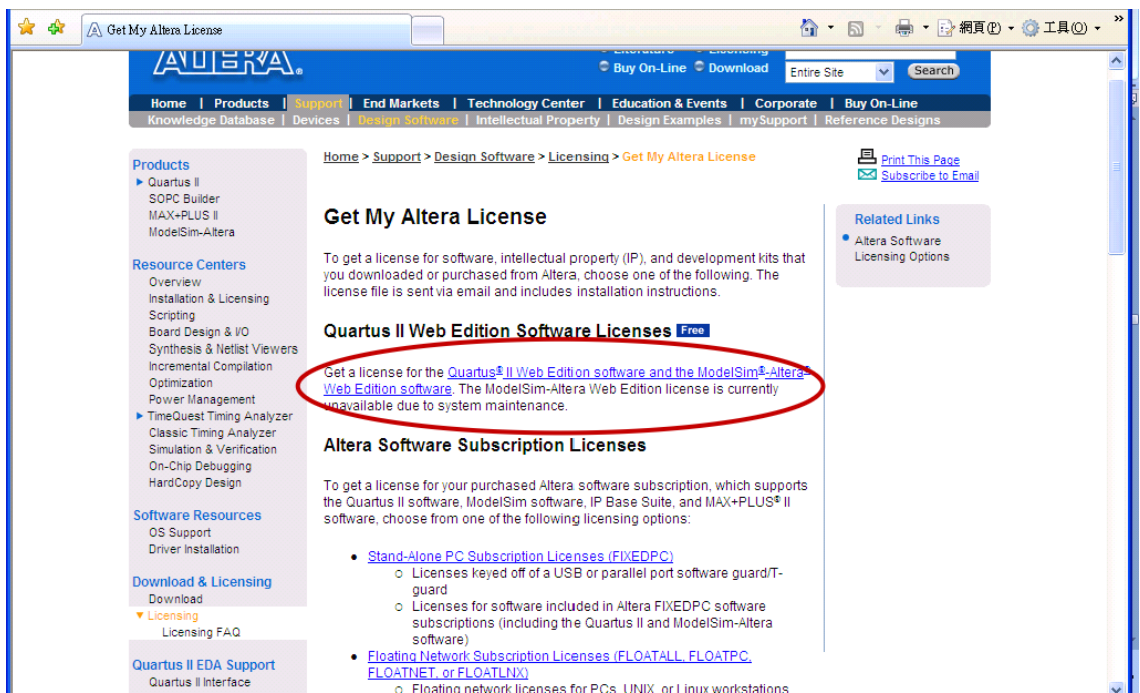 Get My Altera License
網頁(P)
工具(O)
»
ALTERA®
Literature Licensing
Buy On-Line Download
Entire Site
Search
Home | Products | Support | End Markets | Technology Center | Education & Events | Corporate | Buy On-Line
Knowledge Database | Devices | Design Software | Intellectual Property | Design Examples | mySupport | Reference Designs
Home > Support > Design Software > Licensing > Get My Altera License
Print This Page
Subscribe to Email
Products
Quartus II
SOPC Builder
MAX+PLUS II
ModelSim-Altera
Resource Centers
Overview
Installation & Licensing
Scripting
Board Design & I/O
Synthesis & Netlist Viewers
Incremental Compilation
Optimization
Power Management
TimeQuest Timing Analyzer
Classic Timing Analyzer
Simulation & Verification
On-Chip Debugging
HardCopy Design
Software Resources
OS Support
Driver Installation
Download & Licensing
Download
Licensing
Licensing FAQ
Quartus II EDA Support
Quartus II Interface
Get My Altera License
To get a license for software, intellectual property (IP), and development kits that
you downloaded or purchased from Altera, choose one of the following. The
license file is sent via email and includes installation instructions.
Quartus II Web Edition Software Licenses Free
Get a license for the Quartus® II Web Edition software and the ModelSim®-Altera®
Web Edition software. The ModelSim-Altera Web Edition license is currently
unavailable due to system maintenance.
Altera Software Subscription Licenses
To get a license for your purchased Altera software subscription, which supports
the Quartus II software, ModelSim software, IP Base Suite, and MAX+PLUS® II
software, choose from one of the following licensing options:
• Stand-Alone PC Subscription Licenses (FIXEDPC)
o Licenses keyed off of a USB or parallel port software guard/T-
guard
o Licenses for software included in Altera FIXEDPC software
subscriptions (including the Quartus II and ModelSim-Altera
software)
• Floating Network Subscription Licenses (FLOATALL, FLOATPC,
FLOATNET, or FLOATLNX)
o Floating network licenses for PCs, UNIX, or Linux workstations
Related Links
Altera Software
Licensing Options